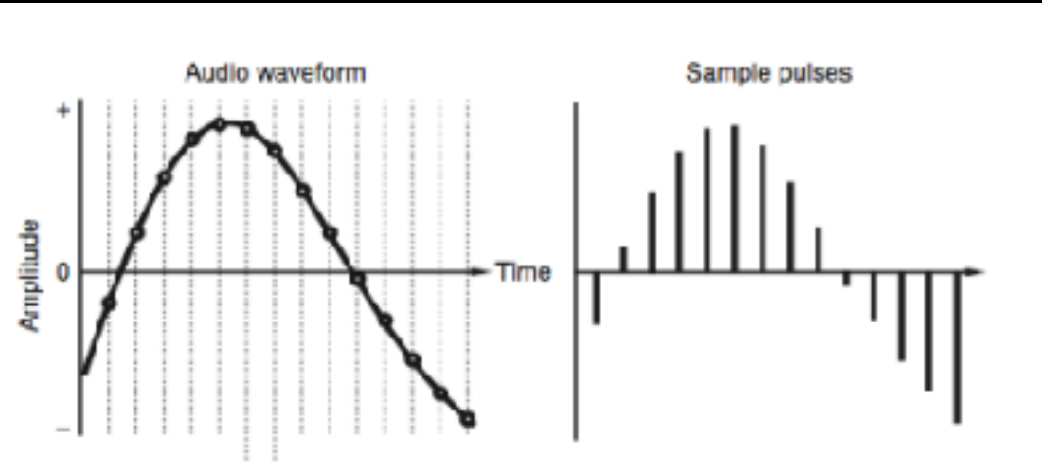 Audio waveform
Sample pulses
+
Amplitude
0
Time
–